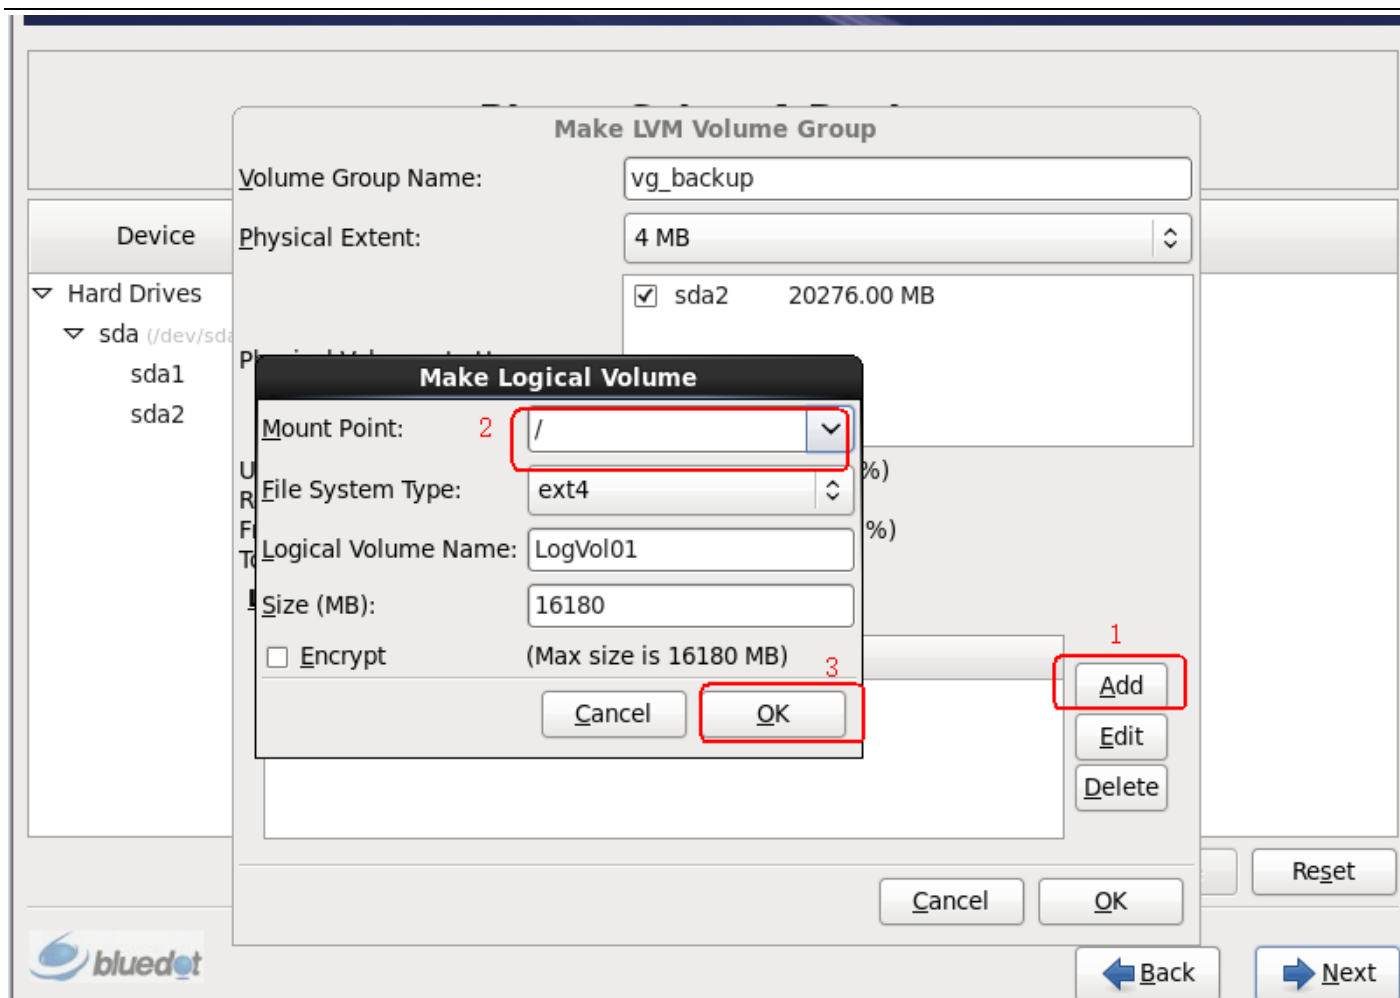 Make LVM Volume Group
Volume Group Name: vg_backup
Device
Physical Extent: 4 MB
Hard Drives
sda2 20276.00 MB
sda (/dev/sda
sda1
sda2
Make Logical Volume
Mount Point: 2 /
%)
File System Type: ext4
%)
Logical Volume Name: LogVol01
Size (MB): 16180
1
Encrypt (Max size is 16180 MB)
3
Add
Cancel OK
Edit
Delete
Reset
Cancel OK
bluedot
Back Next